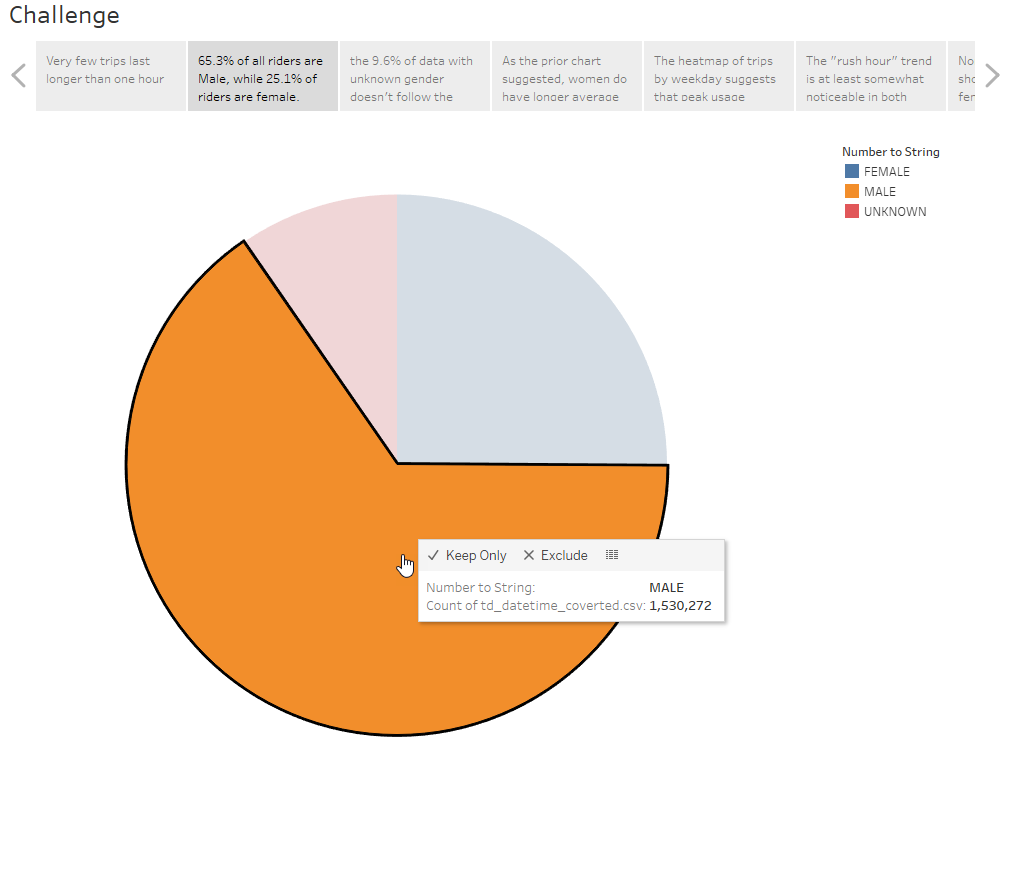 Challenge
Very few trips last
longer than one hour
65.3% of all riders are
Male, while 25.1% of
riders are female.
the 9.6% of data with
unknown gender
doesn't follow the
As the prior chart
suggested, women do
have longer average
The heatmap of trips
by weekday suggests
that peak usage
The "rush hour" trend
is at least somewhat
noticeable in both
No
sho
fer
Number to String
FEMALE
MALE
UNKNOWN
Keep Only Exclude
Number to String: MALE
Count of td_datetime_coverted.csv: 1,530,272